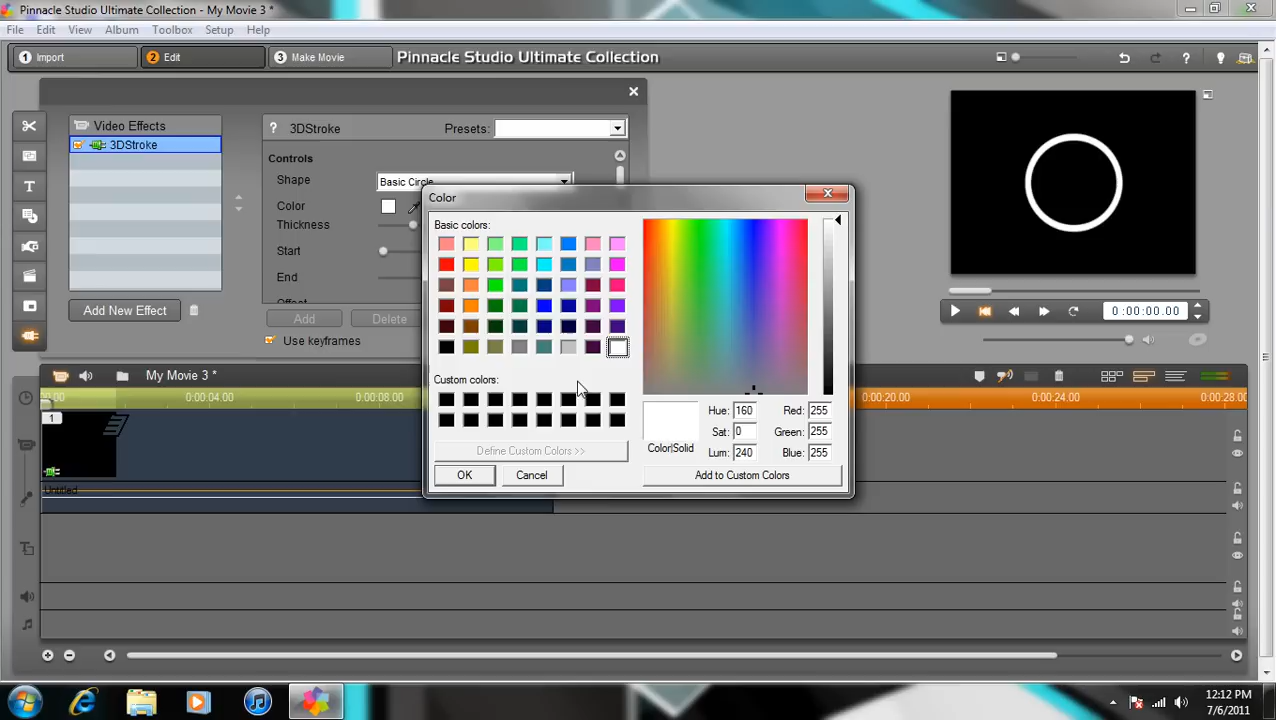 Pinnacle Studio Ultimate Collection - My Movie 3 *
File Edit View Album Toolbox Setup Help
1 Import 2 Edit 3 Make Movie Pinnacle Studio Ultimate Collection
Video Effects
3DStroke
Add New Effect
3DStroke Presets:
Controls
Shape Basic Circle
Color
Thickness
Start
End
Add Delete
Use keyframes
Color
Basic colors:
Custom colors:
Define Custom Colors >>
OK Cancel
Color|Solid
Hue: 160 Red: 255
Sat: 0 Green: 255
Lum: 240 Blue: 255
Add to Custom Colors
0:00:00.00
My Movie 3 *
:00 0:00:04.00 0:00:08.00 0:00:20.00 0:00:24.00 0:00:28.00
1
Untitled
12:12 PM
7/6/2011